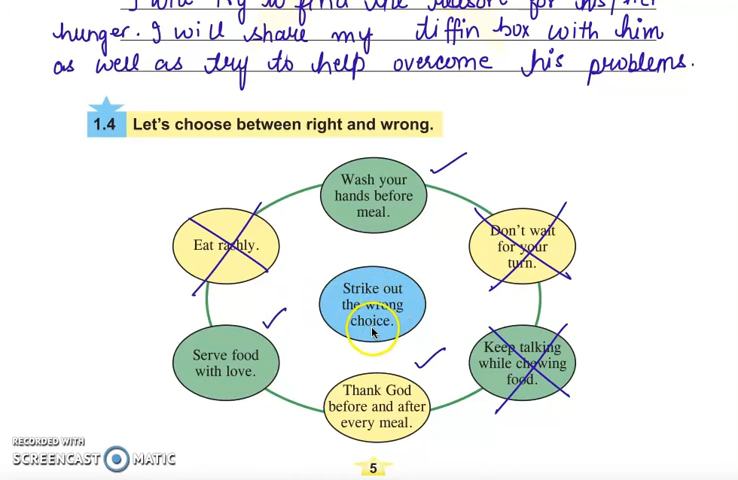 hunger. I will share my tiffin box with him
as well as try to help overcome his problems.
1.4 Let's choose between right and wrong.
Wash your
hands before
meal.
Eat rashly.
Don't wait
for your
turn.
Strike out
the wrong
choice.
Serve food
with love.
Keep talking
while chewing
food.
Thank God
before and after
every meal.
RECORDED WITH
SCREENCAST MATIC
5